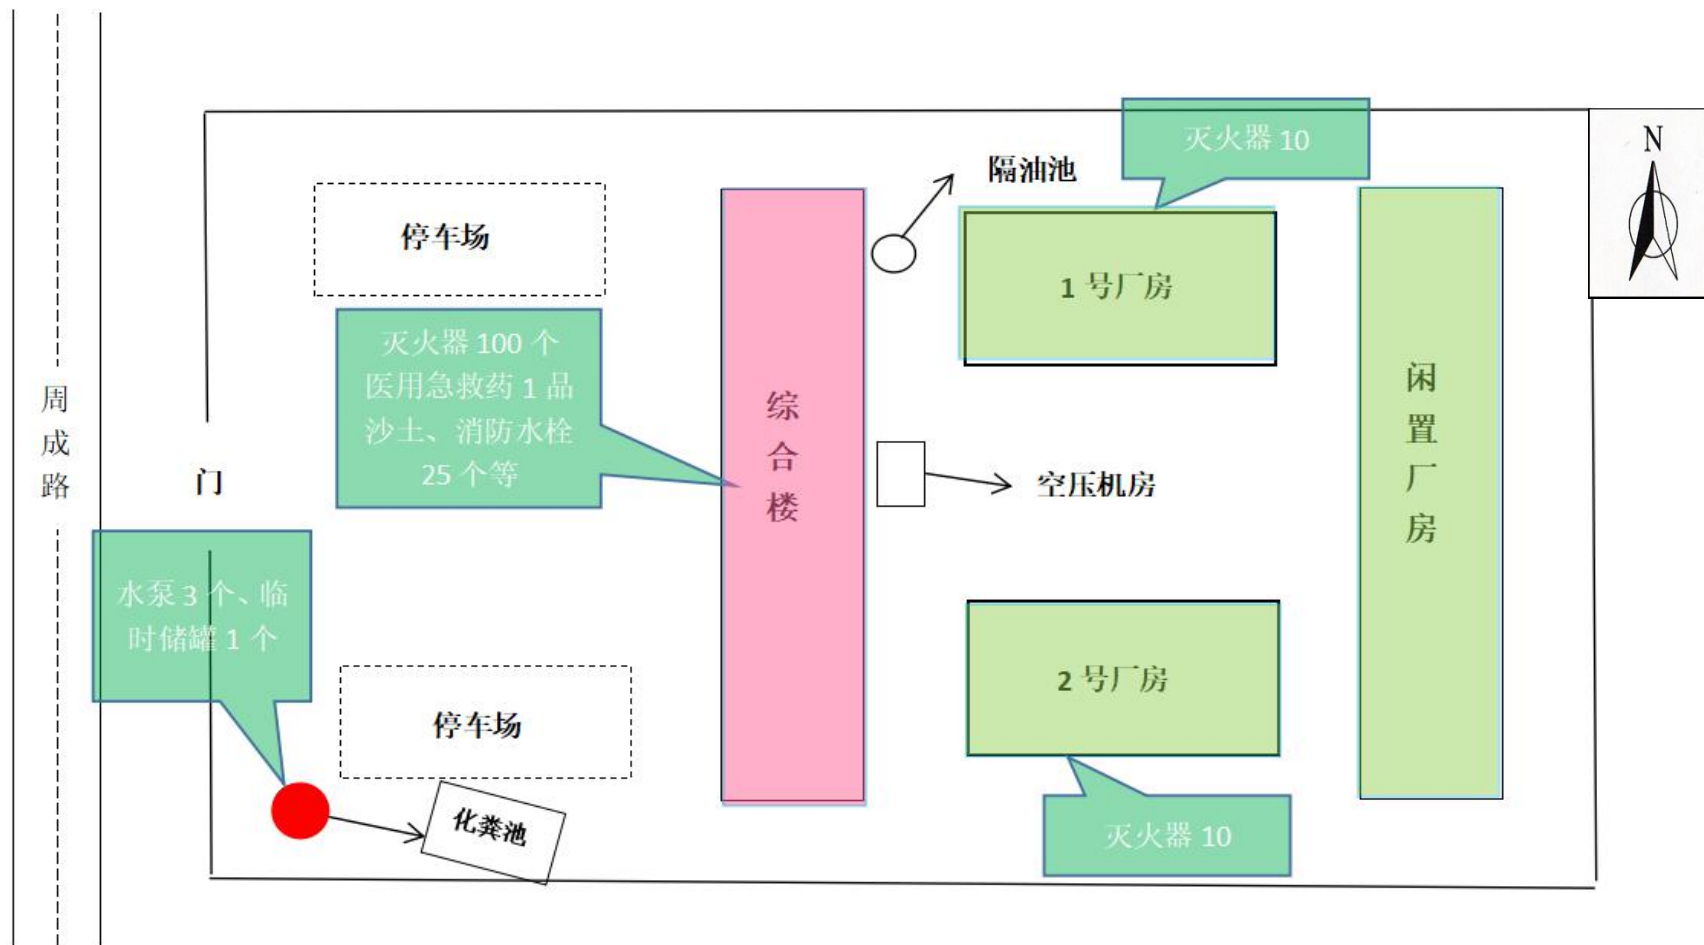 N
灭火器 10
隔油池
停车场
1 号厂房
灭火器 100 个
医用急救药 1 品
沙土、消防水栓
25 个等
周
成
路
门
综
合
楼
闲
置
厂
房
空压机房
水泵 3 个、临
时储罐 1 个
2 号厂房
停车场
化粪池
灭火器 10